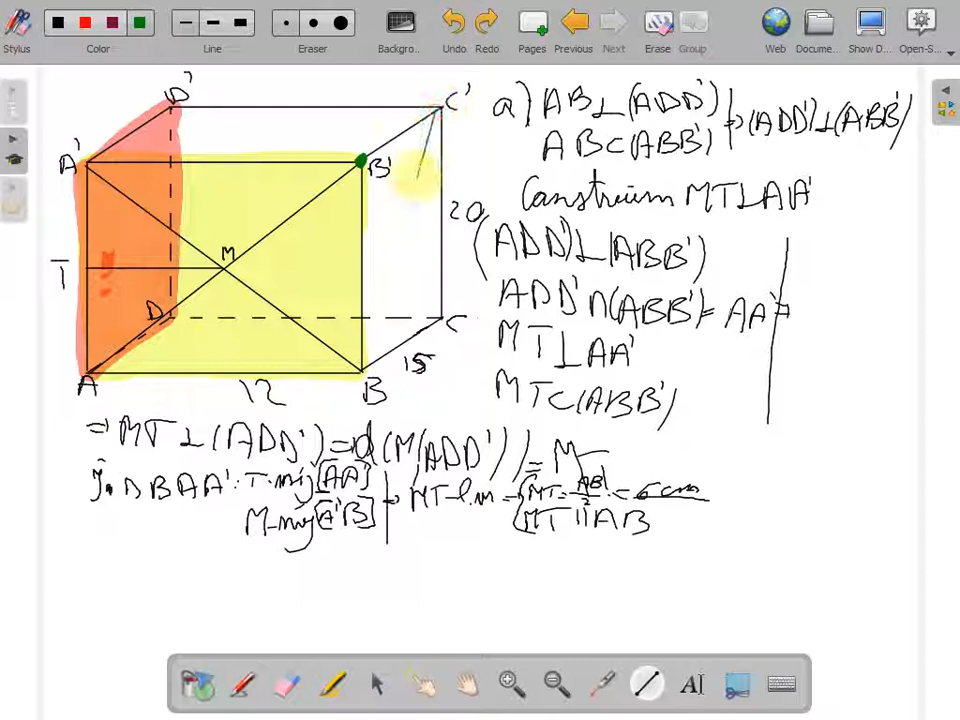 Stylus
Color
Line
Eraser
Backgro...
Undo
Redo
Pages
Previous
Next
Erase
Group
Web
Docume...
Show D...
Open-S...
D'
C'
A'
B'
M
T
D
C
A
B
20
15
12
a) AB⊥(ADD')
AB⊂(ABB')
⇒(ADD')⊥(ABB')
Construim MT⊥AA'
(ADD')⊥(ABB')
ADD'∩(ABB')=AA'
MT⊥AA'
MT⊂(ABB')
⇒
⇒MT⊥(ADD')⇒d(M(ADD'))=MT
În ΔBAA': T-mij[AA']
M-mij[A'B]
⇒ MT-l.m ⇒ MT=AB/2=6cm
MT∥AB